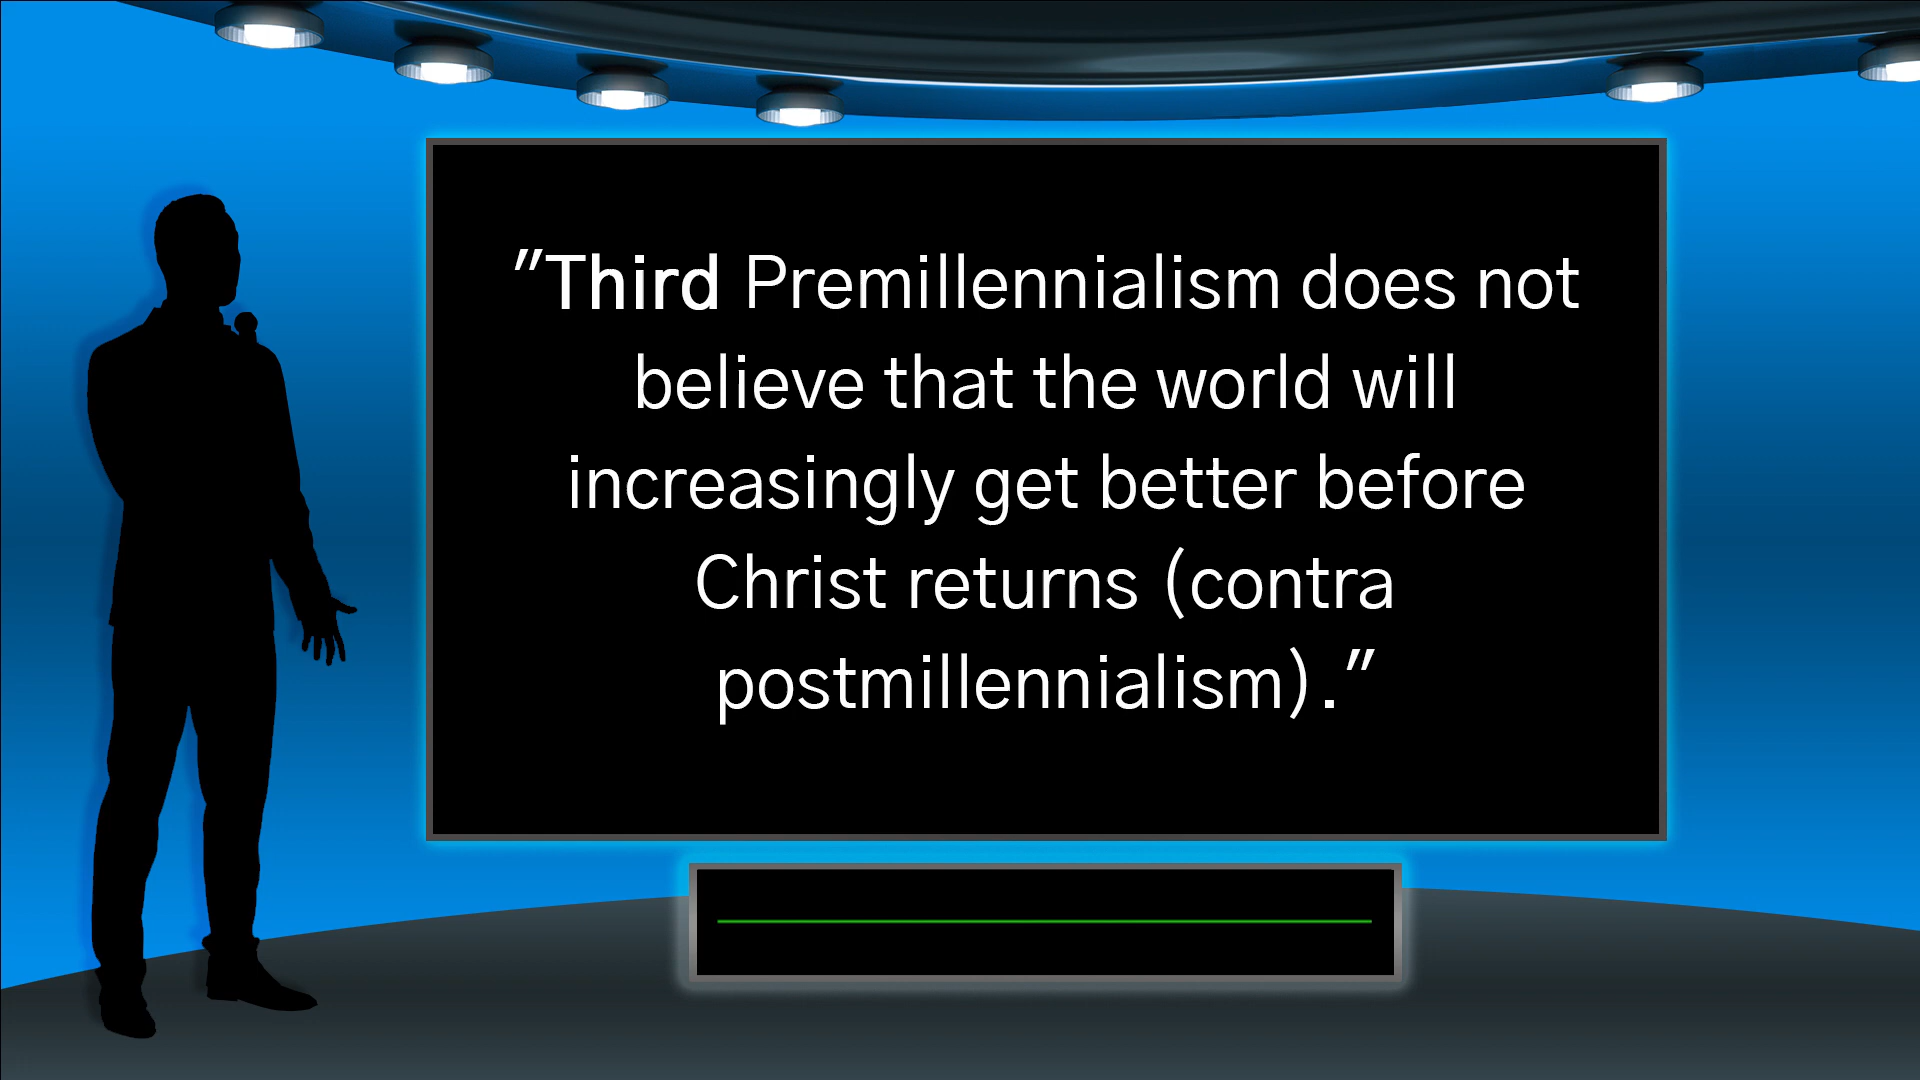 "Third Premillennialism does not
believe that the world will
increasingly get better before
Christ returns (contra
postmillennialism)."